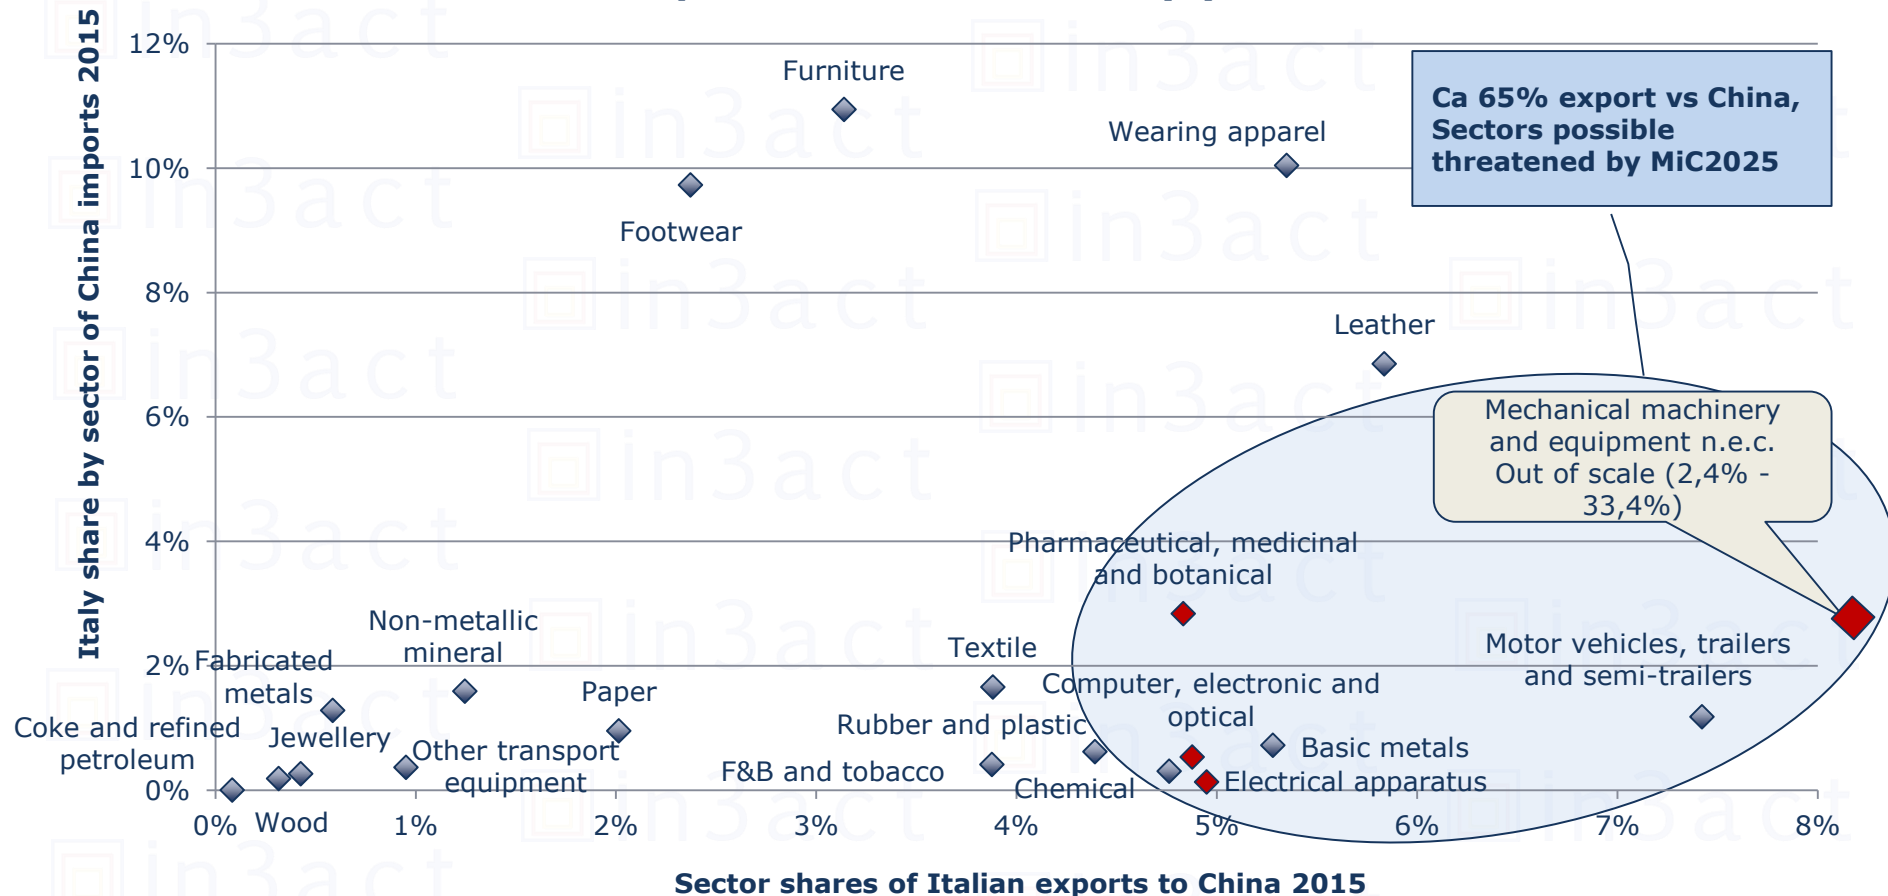 12%
10%
8%
6%
4%
2%
0%
Italy share by sector of China imports 2015
Furniture
Wearing apparel
Footwear
Leather
Ca 65% export vs China,
Sectors possible
threatened by MiC2025
Mechanical machinery
and equipment n.e.c.
Out of scale (2,4% -
33,4%)
Pharmaceutical, medicinal
and botanical
Motor vehicles, trailers
and semi-trailers
Non-metallic
mineral
Fabricated
metals
Textile
Paper
Computer, electronic and
optical
Rubber and plastic
Coke and refined
petroleum
Jewellery
Other transport
equipment
F&B and tobacco
Chemical
Basic metals
Electrical apparatus
Wood
0%
1%
2%
3%
4%
5%
6%
7%
8%
Sector shares of Italian exports to China 2015
in3act